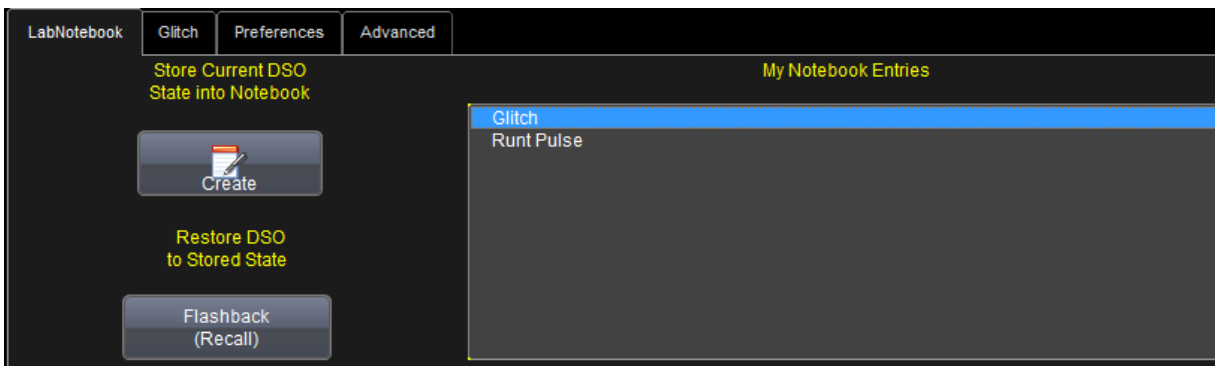 LabNotebook
Glitch
Preferences
Advanced
Store Current DSO
State into Notebook
Create
Restore DSO
to Stored State
Flashback
(Recall)
My Notebook Entries
Glitch
Runt Pulse